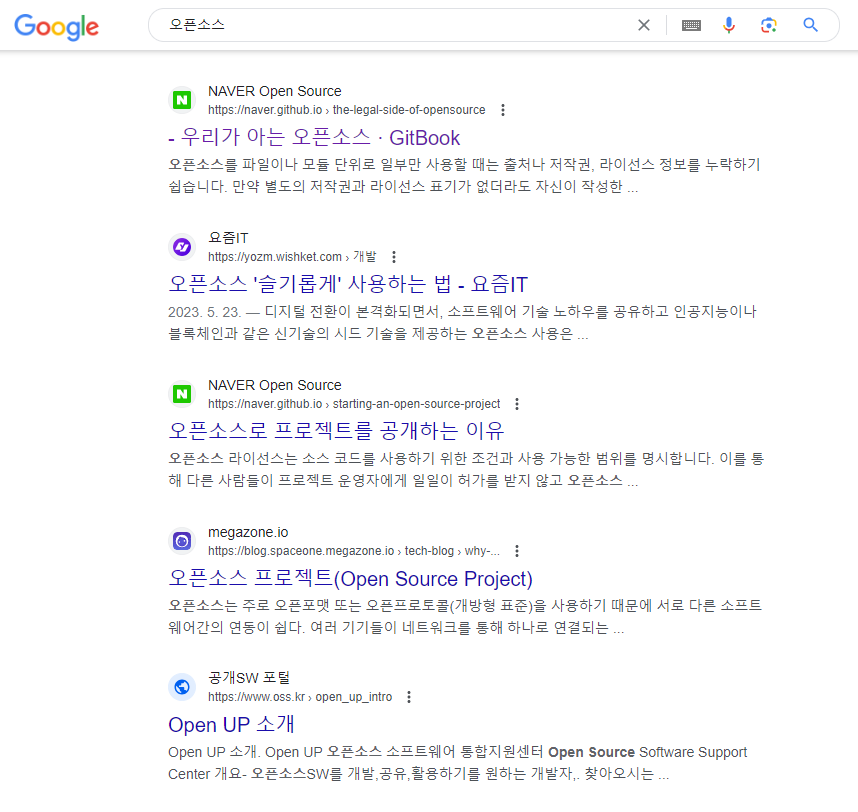 Google
오픈소스
NAVER Open Source
https://naver.github.io › the-legal-side-of-opensource
- 우리가 아는 오픈소스 · GitBook
오픈소스를 파일이나 모듈 단위로 일부만 사용할 때는 출처나 저작권, 라이선스 정보를 누락하기
쉽습니다. 만약 별도의 저작권과 라이선스 표기가 없더라도 자신이 작성한 ...
요즘IT
https://yozm.wishket.com › 개발
오픈소스 '슬기롭게' 사용하는 법 - 요즘IT
2023. 5. 23. — 디지털 전환이 본격화되면서, 소프트웨어 기술 노하우를 공유하고 인공지능이나
블록체인과 같은 신기술의 시드 기술을 제공하는 오픈소스 사용은 ...
NAVER Open Source
https://naver.github.io › starting-an-open-source-project
오픈소스로 프로젝트를 공개하는 이유
오픈소스 라이선스는 소스 코드를 사용하기 위한 조건과 사용 가능한 범위를 명시합니다. 이를 통
해 다른 사람들이 프로젝트 운영자에게 일일이 허가를 받지 않고 오픈소스 ...
megazone.io
https://blog.spaceone.megazone.io › tech-blog › why-...
오픈소스 프로젝트(Open Source Project)
오픈소스는 주로 오픈포맷 또는 오픈프로토콜(개방형 표준)을 사용하기 때문에 서로 다른 소프트
웨어간의 연동이 쉽다. 여러 기기들이 네트워크를 통해 하나로 연결되는 ...
공개SW 포털
https://www.oss.kr › open_up_intro
Open UP 소개
Open UP 소개. Open UP 오픈소스 소프트웨어 통합지원센터 Open Source Software Support
Center 개요- 오픈소스SW를 개발,공유,활용하기를 원하는 개발자,. 찾아오시는 ...